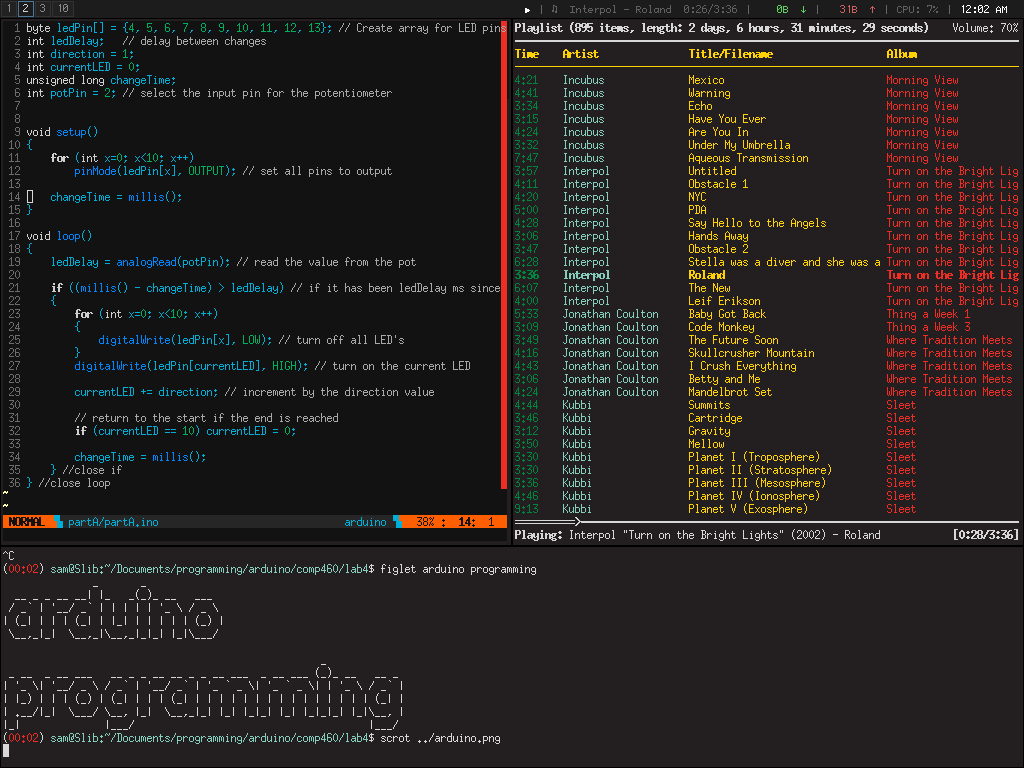 1 2 3 10
▶ | ♫ Interpol - Roland 0:26/3:36 | 0B ↓ | 31B ↑ | CPU: 7% | 12:02 AM
1 byte ledPin[] = {4, 5, 6, 7, 8, 9, 10, 11, 12, 13}; // Create array for LED pins
2 int ledDelay;   // delay between changes
3 int direction = 1;
4 int currentLED = 0;
5 unsigned long changeTime;
6 int potPin = 2; // select the input pin for the potentiometer
7
8
9 void setup()
10 {
11     for (int x=0; x<10; x++)
12         pinMode(ledPin[x], OUTPUT); // set all pins to output
13
14     changeTime = millis();
15 }
16
17 void loop()
18 {
19     ledDelay = analogRead(potPin); // read the value from the pot
20
21     if ((millis() - changeTime) > ledDelay) // if it has been ledDelay ms since
22     {
23         for (int x=0; x<10; x++)
24         {
25             digitalWrite(ledPin[x], LOW); // turn off all LED's
26         }
27         digitalWrite(ledPin[currentLED], HIGH); // turn on the current LED
28
29         currentLED += direction; // increment by the direction value
30
31         // return to the start if the end is reached
32         if (currentLED == 10) currentLED = 0;
33
34         changeTime = millis();
35     } //close if
36 } //close loop
~
~
NORMAL partA/partA.ino arduino 38% : 14: 1
Playlist (895 items, length: 2 days, 6 hours, 31 minutes, 29 seconds) Volume: 70%
Time Artist Title/Filename Album
4:21 Incubus Mexico Morning View
4:41 Incubus Warning Morning View
3:34 Incubus Echo Morning View
3:15 Incubus Have You Ever Morning View
4:24 Incubus Are You In Morning View
3:32 Incubus Under My Umbrella Morning View
7:47 Incubus Aqueous Transmission Morning View
3:57 Interpol Untitled Turn on the Bright Lig
4:11 Interpol Obstacle 1 Turn on the Bright Lig
4:20 Interpol NYC Turn on the Bright Lig
5:00 Interpol PDA Turn on the Bright Lig
4:28 Interpol Say Hello to the Angels Turn on the Bright Lig
3:06 Interpol Hands Away Turn on the Bright Lig
3:47 Interpol Obstacle 2 Turn on the Bright Lig
6:28 Interpol Stella was a diver and she was a Turn on the Bright Lig
3:36 Interpol Roland Turn on the Bright Lig
6:07 Interpol The New Turn on the Bright Lig
4:00 Interpol Leif Erikson Turn on the Bright Lig
5:33 Jonathan Coulton Baby Got Back Thing a Week 1
3:09 Jonathan Coulton Code Monkey Thing a Week 3
3:49 Jonathan Coulton The Future Soon Where Tradition Meets
4:16 Jonathan Coulton Skullcrusher Mountain Where Tradition Meets
4:43 Jonathan Coulton I Crush Everything Where Tradition Meets
3:06 Jonathan Coulton Betty and Me Where Tradition Meets
4:24 Jonathan Coulton Mandelbrot Set Where Tradition Meets
4:44 Kubbi Summits Sleet
3:46 Kubbi Cartridge Sleet
3:12 Kubbi Gravity Sleet
3:50 Kubbi Mellow Sleet
3:30 Kubbi Planet I (Troposphere) Sleet
3:30 Kubbi Planet II (Stratosphere) Sleet
3:36 Kubbi Planet III (Mesosphere) Sleet
4:46 Kubbi Planet IV (Ionosphere) Sleet
9:13 Kubbi Planet V (Exosphere) Sleet
Playing: Interpol "Turn on the Bright Lights" (2002) - Roland [0:28/3:36]
^C
(00:02) sam@Slib:~/Documents/programming/arduino/comp460/lab4$ figlet arduino programming
arduino
programming
(00:02) sam@Slib:~/Documents/programming/arduino/comp460/lab4$ scrot ../arduino.png